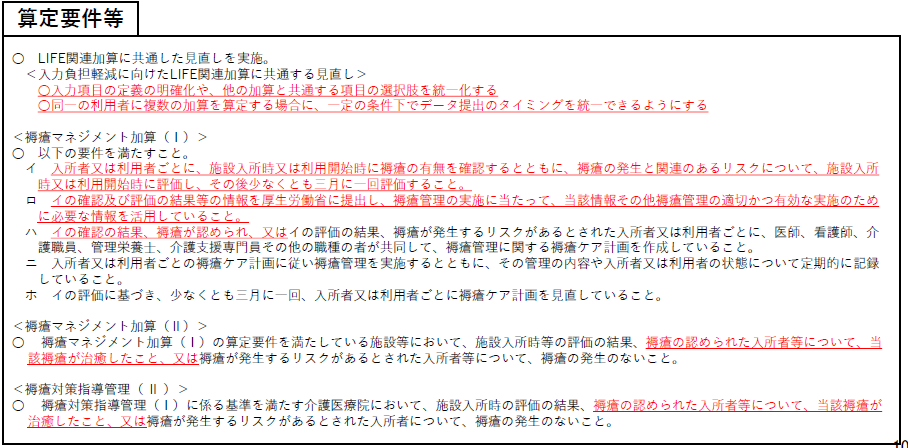 算定要件等
○　LIFE関連加算に共通した見直しを実施。
＜入力負担軽減に向けたLIFE関連加算に共通する見直し＞
○入力項目の定義の明確化や、他の加算と共通する項目の選択肢を統一化する
○同一の利用者に複数の加算を算定する場合に、一定の条件下でデータ提出のタイミングを統一できるようにする
＜褥瘡マネジメント加算（Ⅰ）＞
○　以下の要件を満たすこと。
イ　入所者又は利用者ごとに、施設入所時又は利用開始時に褥瘡の有無を確認するとともに、褥瘡の発生と関連のあるリスクについて、施設入所
時又は利用開始時に評価し、その後少なくとも三月に一回評価すること。
ロ　イの確認及び評価の結果等の情報を厚生労働省に提出し、褥瘡管理の実施に当たって、当該情報その他褥瘡管理の適切かつ有効な実施のため
に必要な情報を活用していること。
ハ　イの確認の結果、褥瘡が認められ、又はイの評価の結果、褥瘡が発生するリスクがあるとされた入所者又は利用者ごとに、医師、看護師、介
護職員、管理栄養士、介護支援専門員その他の職種の者が共同して、褥瘡管理に関する褥瘡ケア計画を作成していること。
ニ　入所者又は利用者ごとの褥瘡ケア計画に従い褥瘡管理を実施するとともに、その管理の内容や入所者又は利用者の状態について定期的に記録
していること。
ホ　イの評価に基づき、少なくとも三月に一回、入所者又は利用者ごとに褥瘡ケア計画を見直していること。
＜褥瘡マネジメント加算（Ⅱ）＞
○　褥瘡マネジメント加算（Ⅰ）の算定要件を満たしている施設等において、施設入所時等の評価の結果、褥瘡の認められた入所者等について、当
該褥瘡が治癒したこと、又は褥瘡が発生するリスクがあるとされた入所者等について、褥瘡の発生のないこと。
＜褥瘡対策指導管理（Ⅱ）＞
○　褥瘡対策指導管理（Ⅰ）に係る基準を満たす介護医療院において、施設入所時の評価の結果、褥瘡の認められた入所者等について、当該褥瘡が
治癒したこと、又は褥瘡が発生するリスクがあるとされた入所者について、褥瘡の発生のないこと。